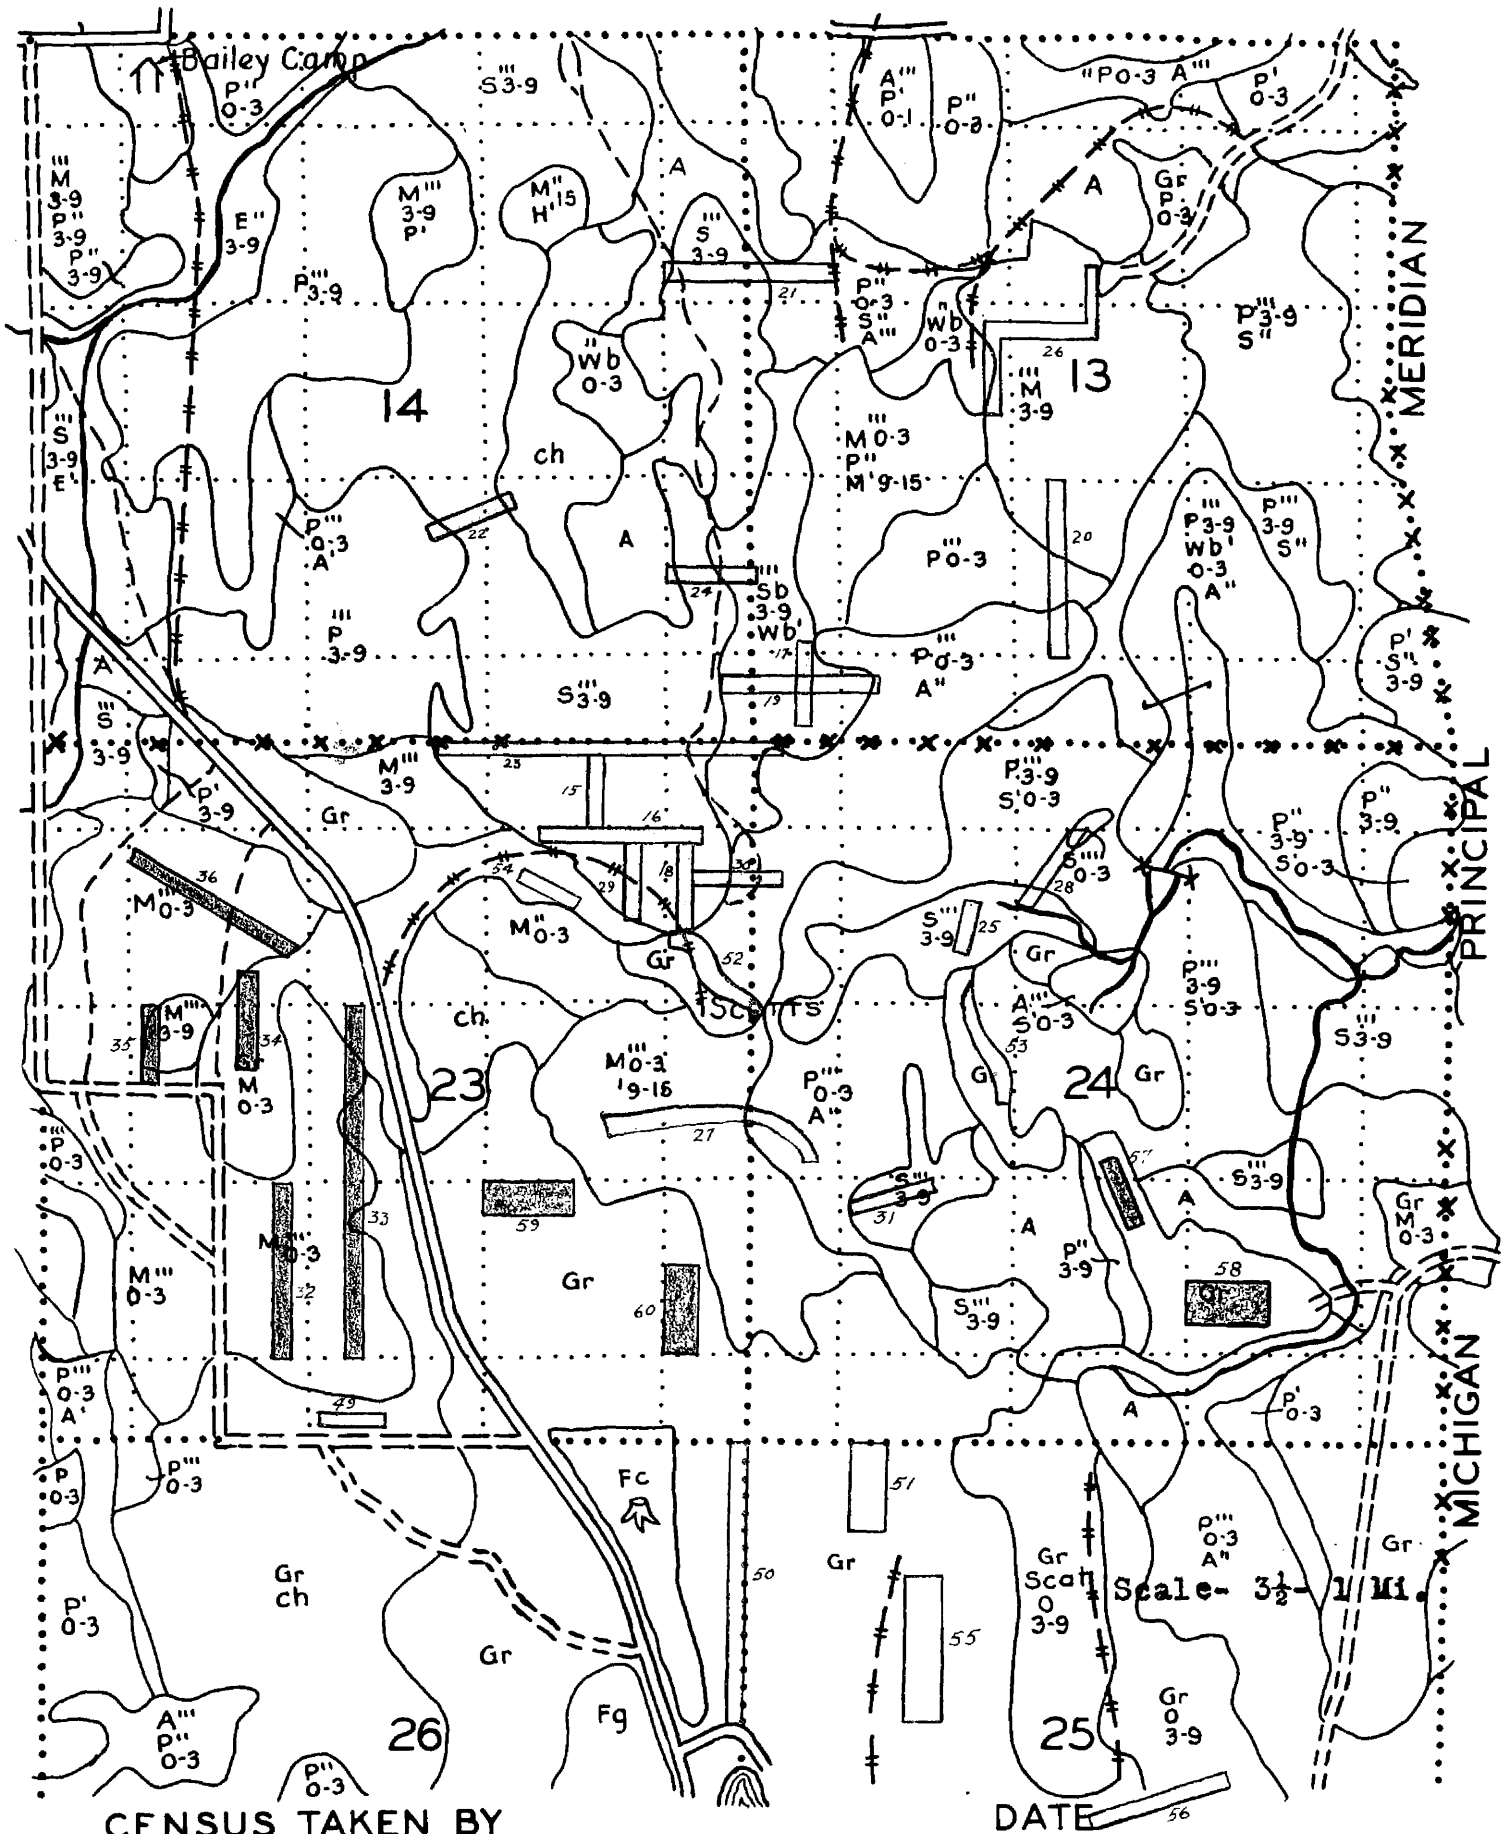 Bailey Camp
P''
0-3
S'''3-9
A'''
P'
0-1
P''
0-3
"P0-3 A'''
P'
0-3
'''
M
3-9
P''
3-9
P''
3-9
E''
3-9
M'''
3-9
P'
M''
H'15
A
S'''
3-9
A
Gr
P
0-3
P'''3-9
21
P''
0-3
S''
A'''
Wb''
0-3
26
P'''3-9
S''
MERIDIAN
14
Wb''
0-3
13
'''
M
3-9
S'''
3-9
E'
ch
M'''0-3
P''
M'9-15
P'''
0-3
A'
22
A
P'''0-3
20
P'''3-9
Wb'
0-3
A''
P'''
3-9
S''
24
'''
Sb
3-9
Wb'
'''
P
3-9
17
P'''0-3
A''
P'
S''
3-9
A
S'''3-9
19
S'''
3-9
M'''
3-9
23
P'''3-9
S'0-3
P'
3-9
Gr
15
16
P''
3-9
S'0-3
P''
3-9
PRINCIPAL
36
M'''0-3
54
29
18
30
S''''0-3
28
M''0-3
S'''
3-9
25
Gr
52
Gr
P'''
3-9
S'0-3
M'''
3-9
35
34
ch
Scotts
A'''
S'0-3
53
S'''3-9
M
0-3
23
M'''0-3
'9-15
P'''
0-3
A''
Gr
24
Gr
27
'''
P
0-3
57
S'''
3-9
31
S'''3-9
A
33
59
A
Gr
M
0-3
M'''0-3
M'''
0-3
32
Gr
60
P''
3-9
58
Gr
S'''
3-9
P'''
0-3
A'
49
A
P'
0-3
MICHIGAN
P
0-3
P'''
0-3
Fc
51
P'''
0-3
A''
Gr
Gr
ch
50
Gr
Gr
Scat
O
3-9
Scale- 3½- 1 Mi.
P'
0-3
Gr
55
A'''
P''
0-3
26
Fg
25
Gr
O
3-9
P''
0-3
CENSUS TAKEN BY
DATE
56